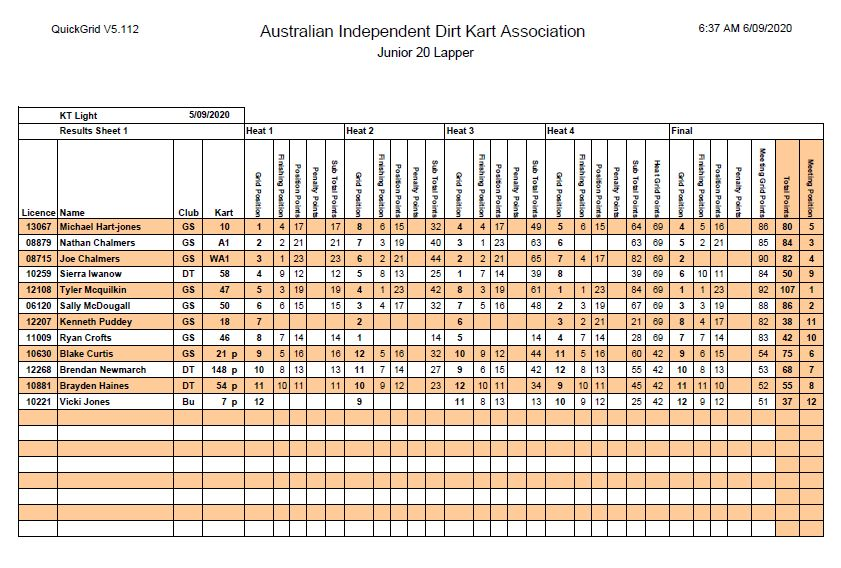 QuickGrid V5.112
Australian Independent Dirt Kart Association
6:37 AM 6/09/2020
Junior 20 Lapper
KT Light 5/09/2020
Results Sheet 1 Heat 1 Heat 2 Heat 3 Heat 4 Final
Licence Name Club Kart Grid Position Finishing Position Position Points Penalty Points Sub Total Points Grid Position Finishing Position Position Points Penalty Points Sub Total Points Grid Position Finishing Position Position Points Penalty Points Sub Total Points Grid Position Finishing Position Position Points Penalty Points Sub Total Points Heat Grid Points Grid Position Finishing Position Position Points Penalty Points Meeting Grid Points Total Points Meeting Position
13067 Michael Hart-jones GS 10 1 4 17 17 8 6 15 32 4 4 17 49 5 6 15 64 69 4 5 16 86 80 5
08879 Nathan Chalmers GS A1 2 2 21 21 7 3 19 40 3 1 23 63 6 63 69 5 2 21 85 84 3
08715 Joe Chalmers GS WA1 3 1 23 23 6 2 21 44 2 2 21 65 7 4 17 82 69 2 90 82 4
10259 Sierra Iwanow DT 58 4 9 12 12 5 8 13 25 1 7 14 39 8 39 69 6 10 11 84 50 9
12108 Tyler Mcquilkin GS 47 5 3 19 19 4 1 23 42 8 3 19 61 1 1 23 84 69 1 1 23 92 107 1
06120 Sally McDougall GS 50 6 6 15 15 3 4 17 32 7 5 16 48 2 3 19 67 69 3 3 19 88 86 2
12207 Kenneth Puddey GS 18 7 2 6 3 2 21 21 69 8 4 17 82 38 11
11009 Ryan Crofts GS 46 8 7 14 14 1 14 5 14 4 7 14 28 69 7 7 14 83 42 10
10630 Blake Curtis GS 21 p 9 5 16 16 12 5 16 32 10 9 12 44 11 5 16 60 42 9 6 15 54 75 6
12268 Brendan Newmarch DT 148 p 10 8 13 13 11 7 14 27 9 6 15 42 12 8 13 55 42 10 8 13 53 68 7
10881 Brayden Haines DT 54 p 11 10 11 11 10 9 12 23 12 10 11 34 9 10 11 45 42 11 11 10 52 55 8
10221 Vicki Jones Bu 7 p 12 9 11 8 13 13 10 9 12 25 42 12 9 12 51 37 12